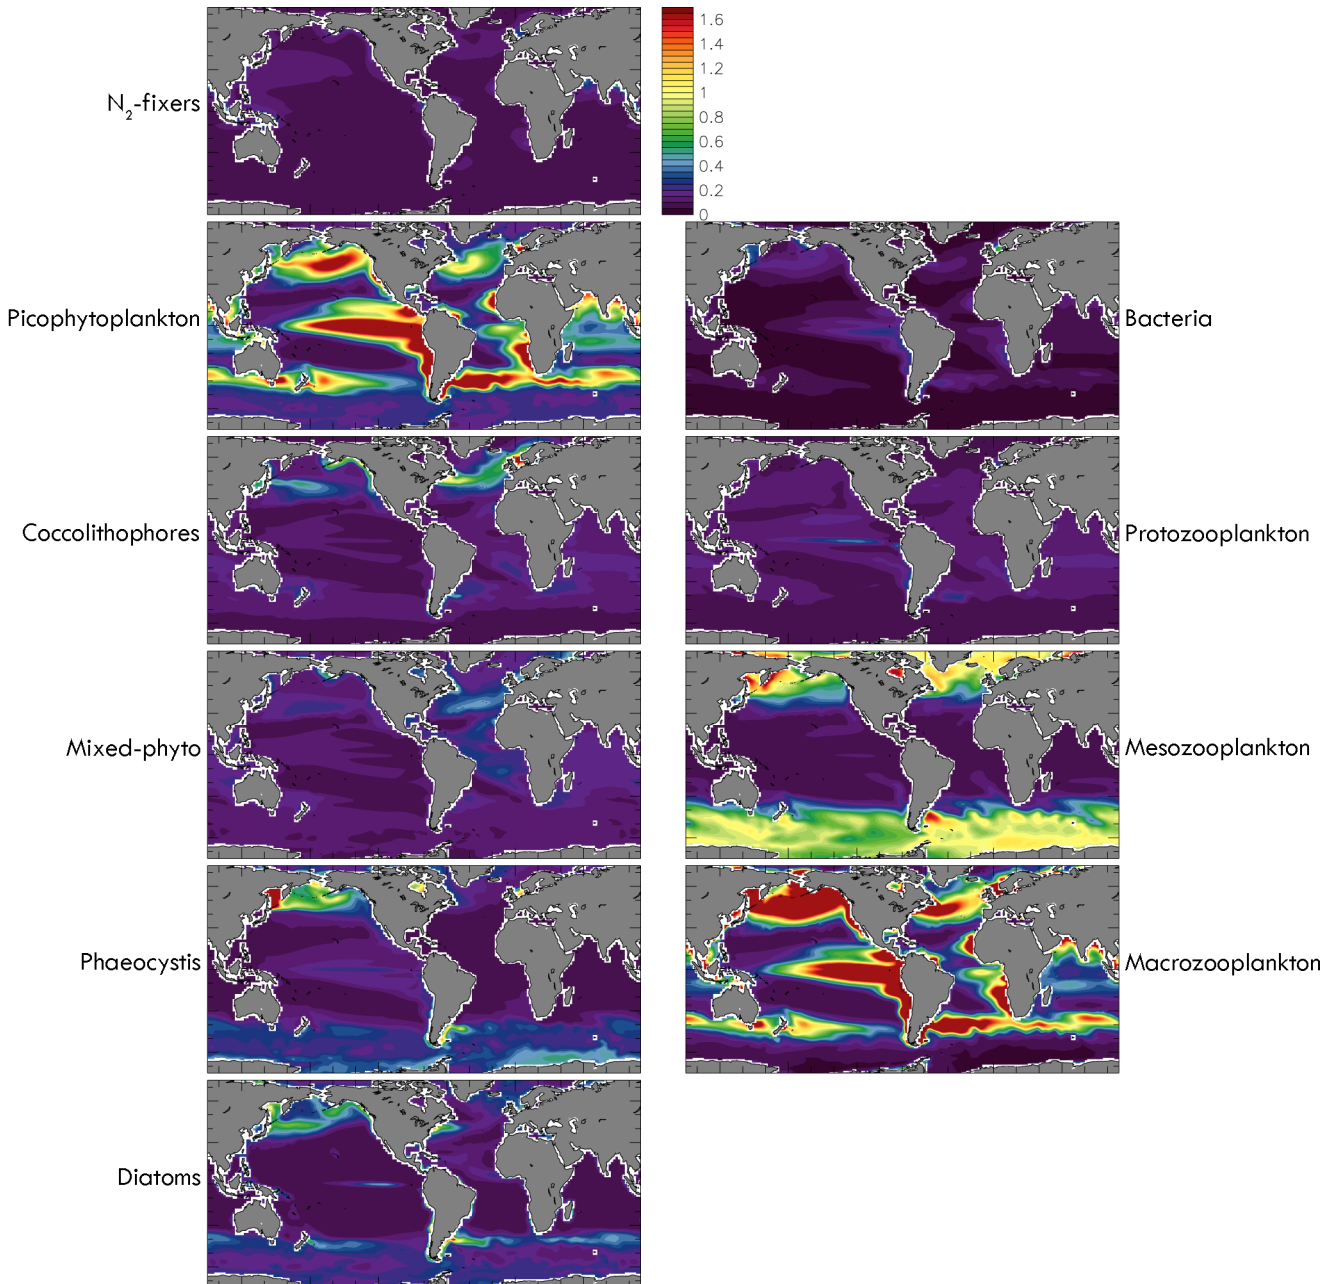 N₂-fixers
1.6
1.4
1.2
1
0.8
0.6
0.4
0.2
0
Picophytoplankton
Bacteria
Coccolithophores
Protozooplankton
Mixed-phyto
Mesozooplankton
Phaeocystis
Macrozooplankton
Diatoms